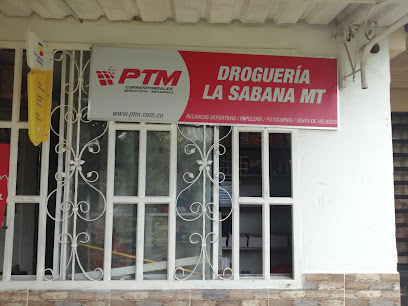 PTM
CORRESPONSALES
www.ptm.com.co
DROGUERÍA
LA SABANA MT
RECARGAS DEPORTIVAS / PAPELERÍA / FOTOCOPIAS / VENTA DE HELADOS